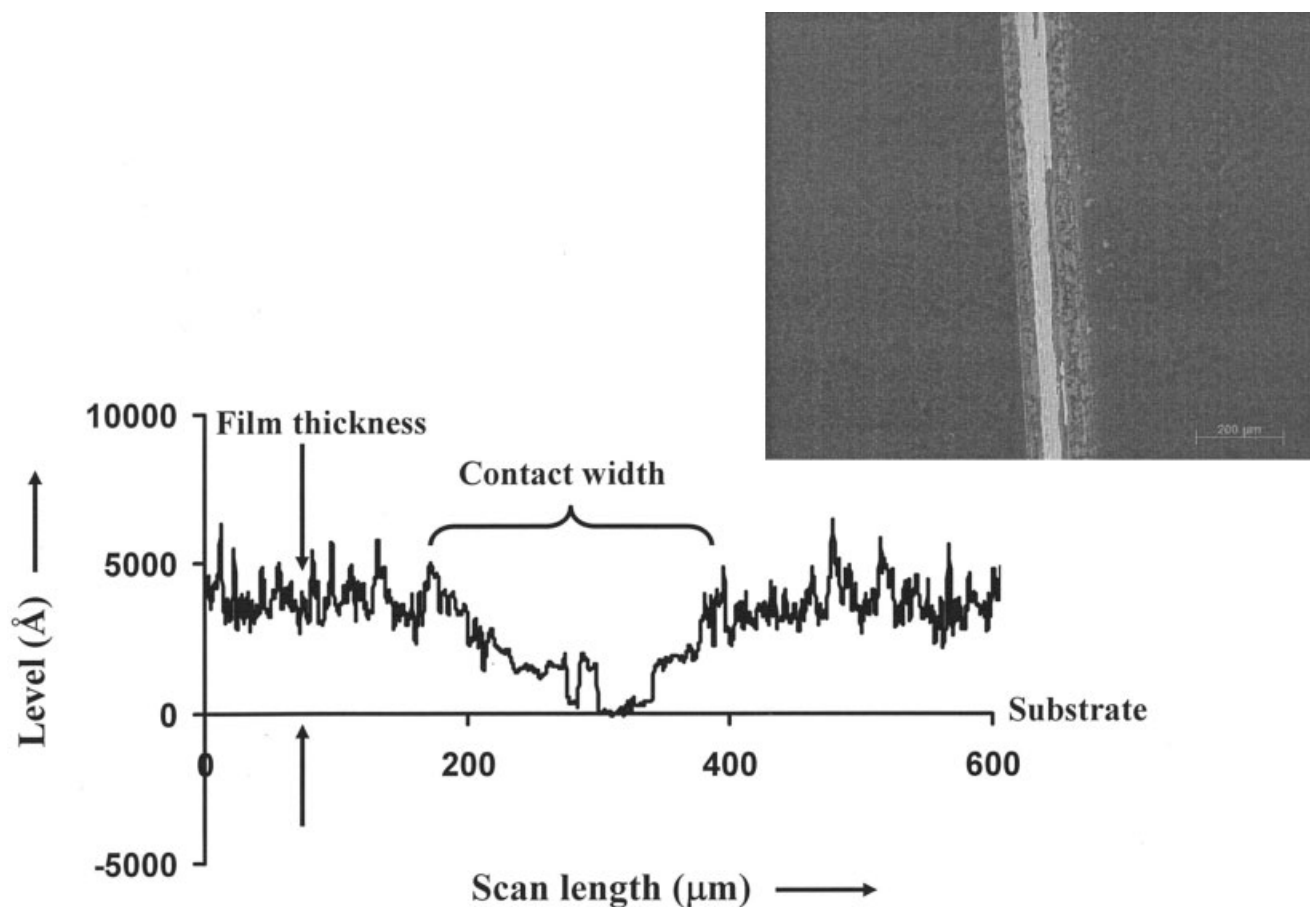 200 μm
10000
Film thickness
Contact width
5000
Level (Å)
0
Substrate
0
200
400
600
-5000
Scan length (μm)